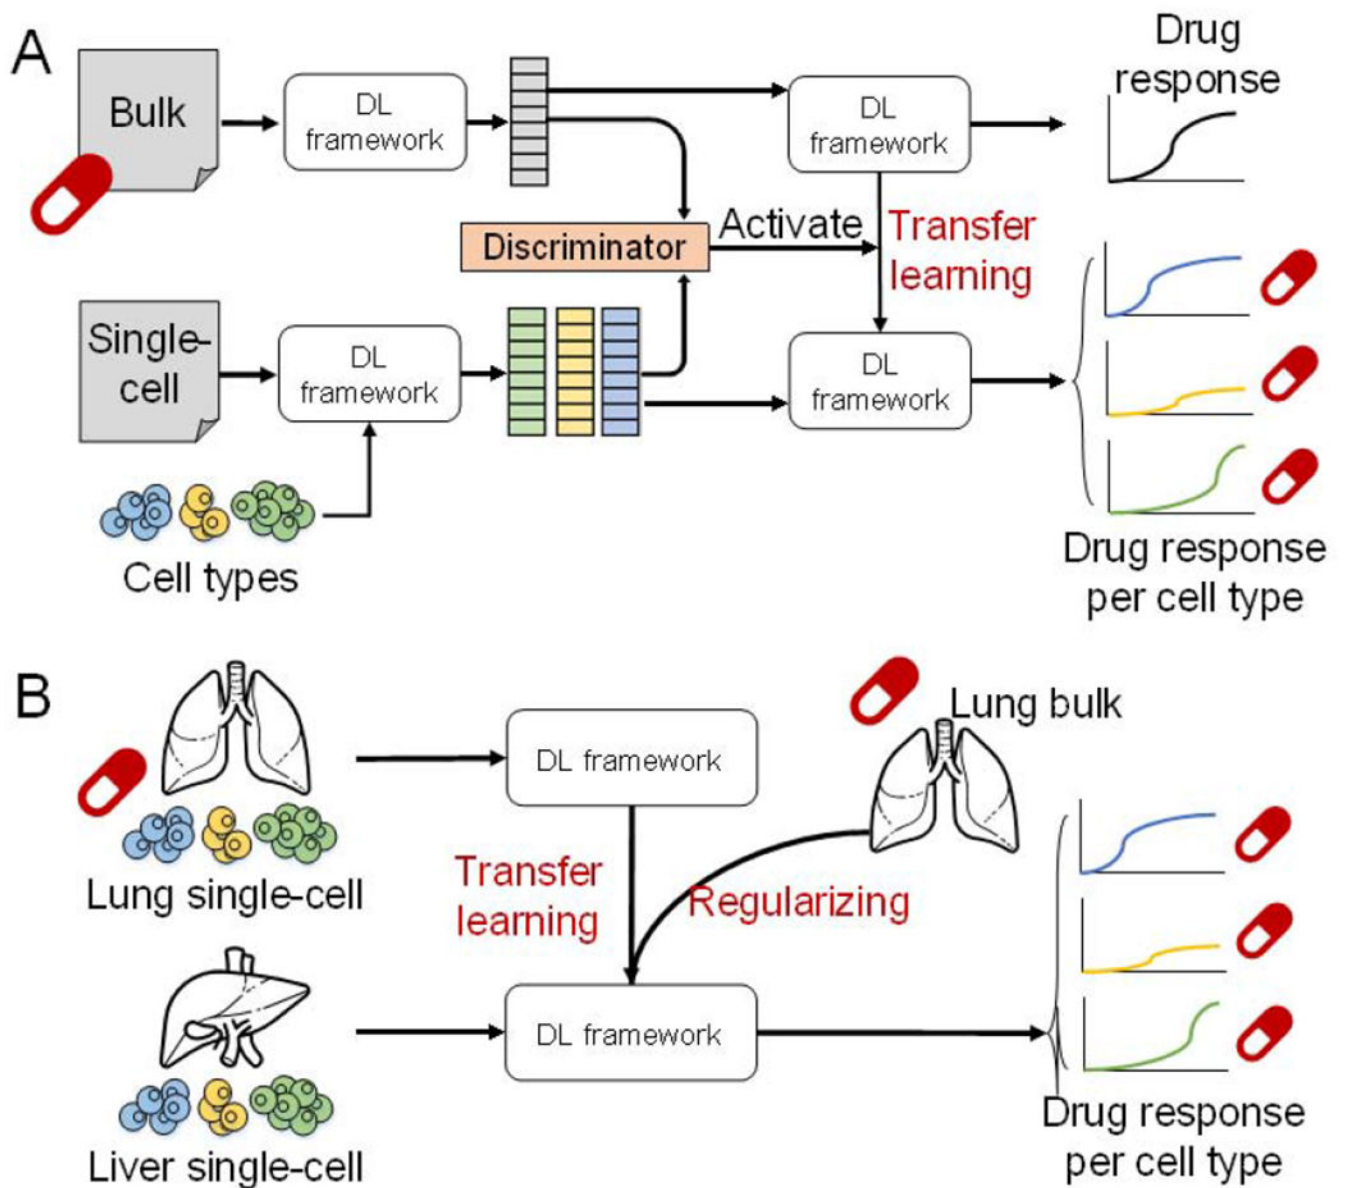 A
Bulk
DL
framework
DL
framework
Drug
response
Discriminator
Activate
Transfer
learning
Single-
cell
DL
framework
DL
framework
Cell types
Drug response
per cell type
B
Lung single-cell
DL framework
Lung bulk
Transfer
learning
Regularizing
Liver single-cell
DL framework
Drug response
per cell type